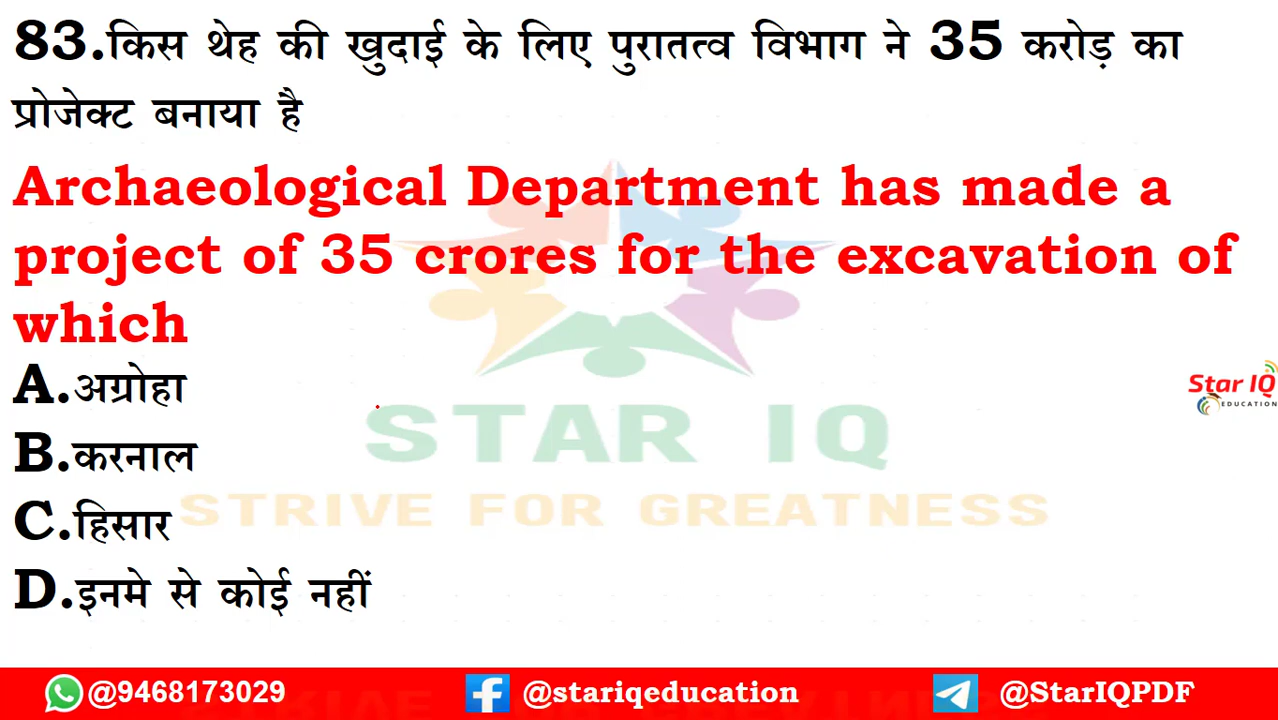 83.किस थेह की खुदाई के लिए पुरातत्व विभाग ने 35 करोड़ का
प्रोजेक्ट बनाया है
Archaeological Department has made a
project of 35 crores for the excavation of
which
A.अग्रोहा
Star IQ
EDUCATION
STAR IQ
B.करनाल
STRIVE FOR GREATNESS
C.हिसार
D.इनमे से कोई नहीं
@9468173029 @stariqeducation @StarIQPDF